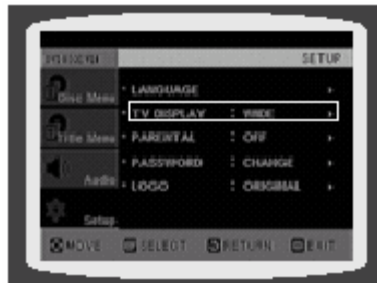 SETUP
Disc Menu
LANGUAGE
TV DISPLAY : WIDE
Title Menu
PARENTAL : OFF
PASSWORD : CHANGE
Audio
LOGO : ORIGINAL
Setup
MOVE SELECT RETURN EXIT